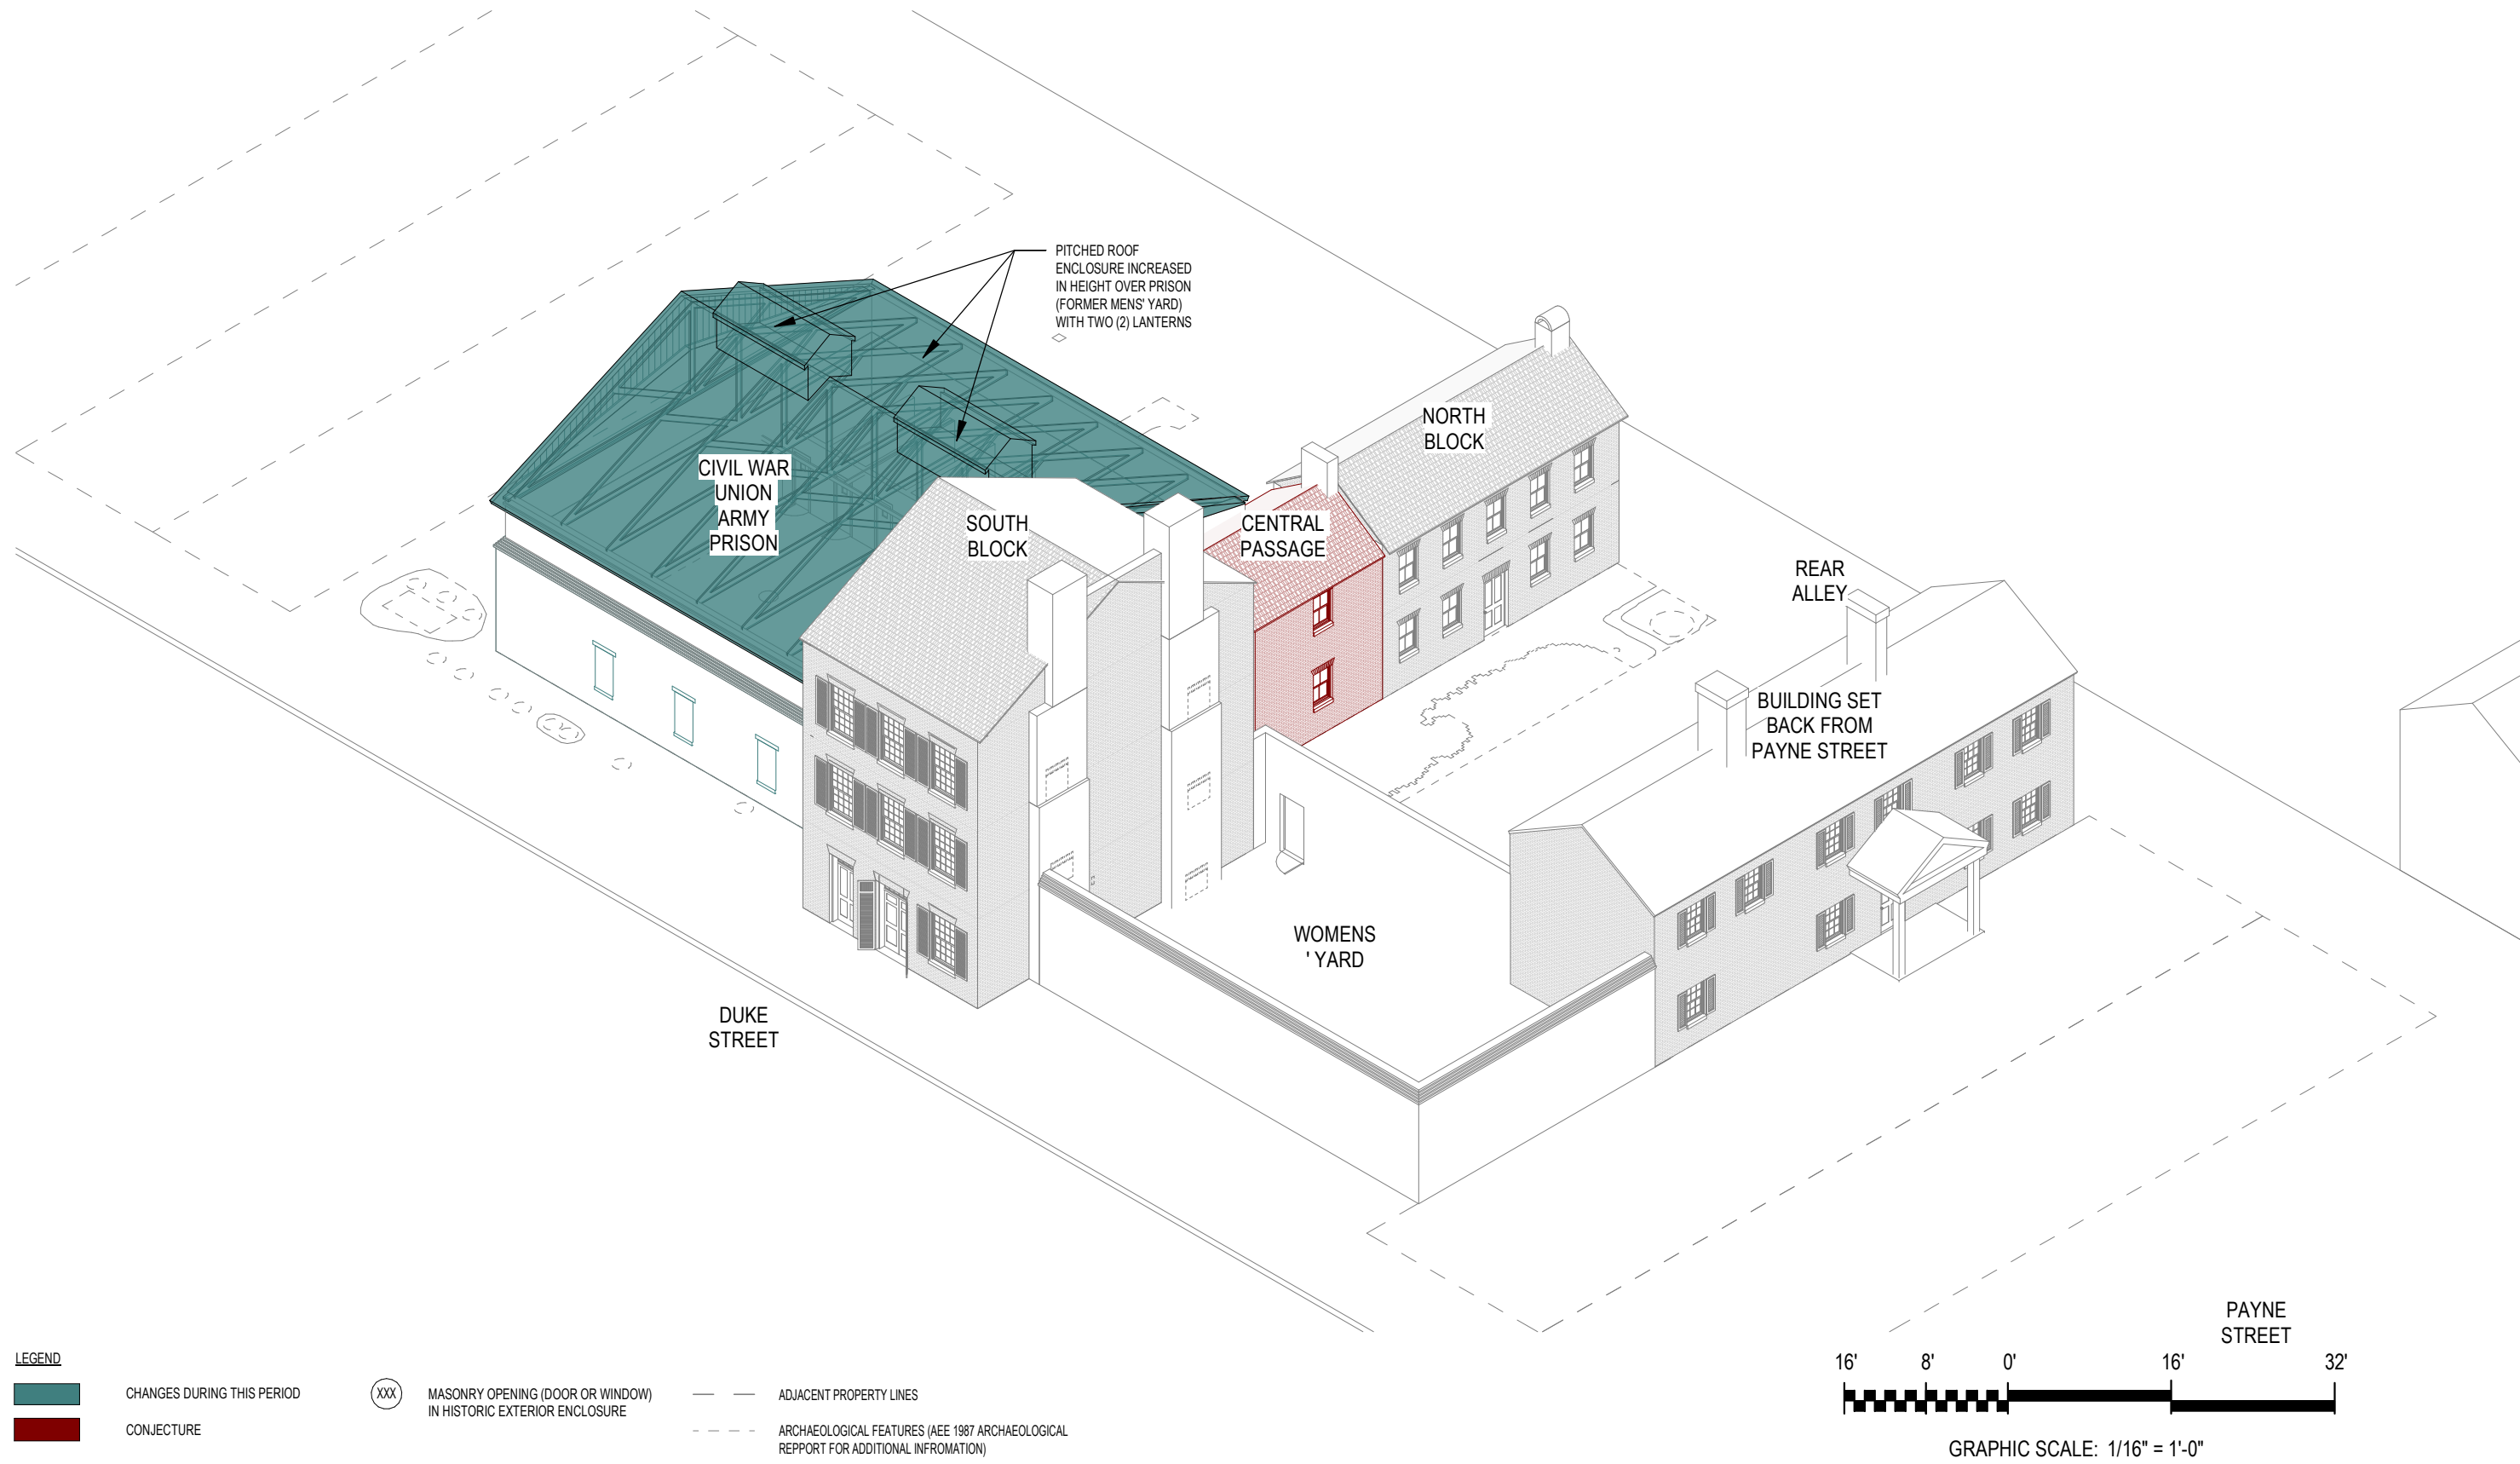 PITCHED ROOF
ENCLOSURE INCREASED
IN HEIGHT OVER PRISON
(FORMER MENS' YARD)
WITH TWO (2) LANTERNS
NORTH
BLOCK
CIVIL WAR
UNION
ARMY
PRISON
SOUTH
BLOCK
CENTRAL
PASSAGE
REAR
ALLEY
BUILDING SET
BACK FROM
PAYNE STREET
WOMENS
' YARD
DUKE
STREET
PAYNE
STREET
LEGEND
CHANGES DURING THIS PERIOD
CONJECTURE
XXX
MASONRY OPENING (DOOR OR WINDOW)
IN HISTORIC EXTERIOR ENCLOSURE
ADJACENT PROPERTY LINES
ARCHAEOLOGICAL FEATURES (AEE 1987 ARCHAEOLOGICAL
REPPORT FOR ADDITIONAL INFROMATION)
16' 8' 0' 16' 32'
GRAPHIC SCALE: 1/16" = 1'-0"